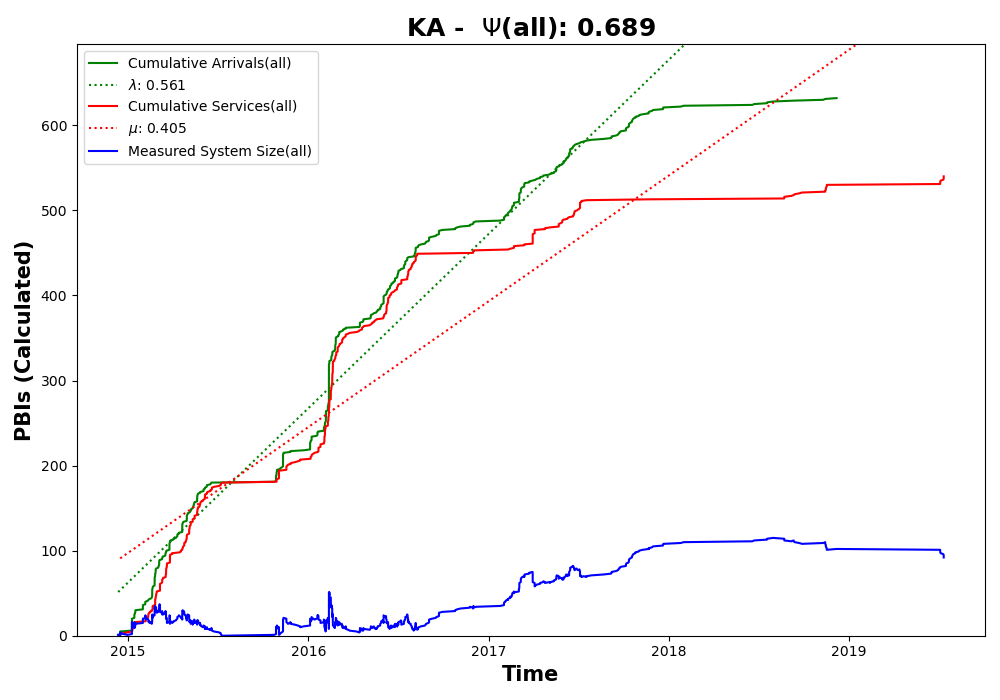 KA -  Ψ(all): 0.689
Cumulative Arrivals(all)
λ: 0.561
Cumulative Services(all)
μ: 0.405
Measured System Size(all)
PBIs (Calculated)
600
500
400
300
200
100
0
2015 2016 2017 2018 2019
Time